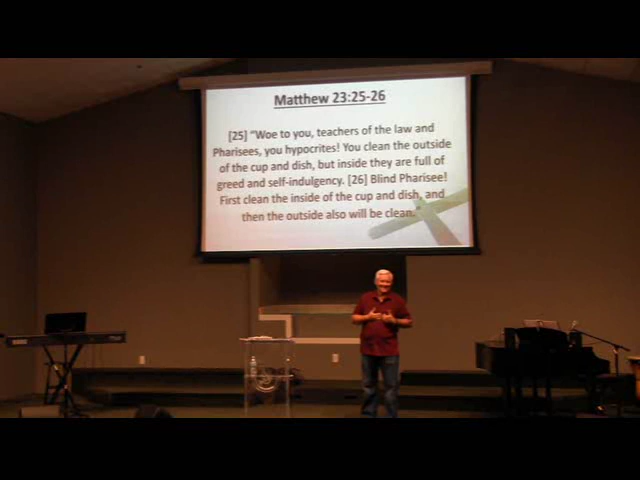 Matthew 23:25-26
[25] “Woe to you, teachers of the law and
Pharisees, you hypocrites! You clean the outside
of the cup and dish, but inside they are full of
greed and self-indulgency. [26] Blind Pharisee!
First clean the inside of the cup and dish, and
then the outside also will be clean.”